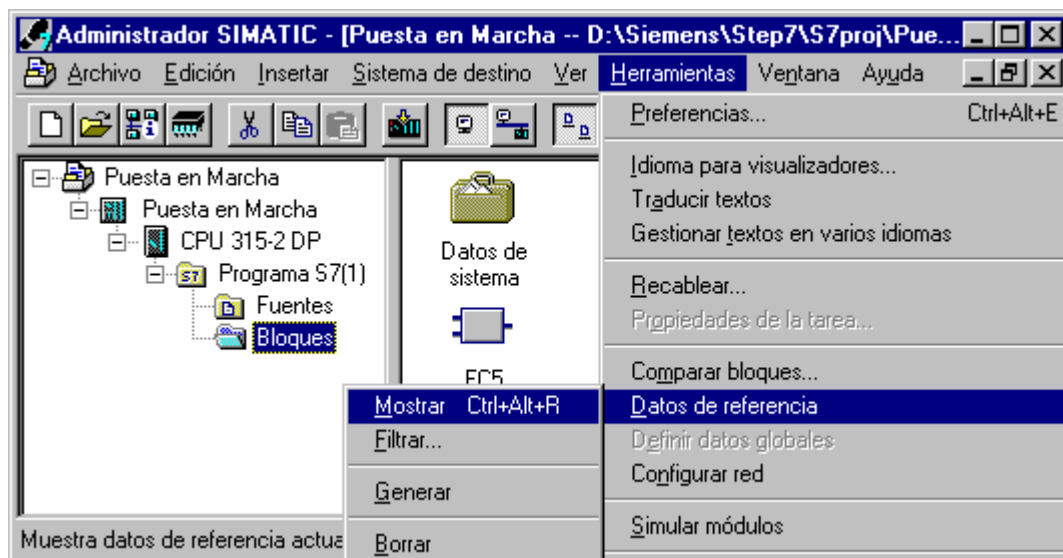 Administrador SIMATIC - [Puesta en Marcha -- D:\Siemens\Step7\S7proj\Pue...
Archivo Edición Insertar Sistema de destino Ver Herramientas Ventana Ayuda
Preferencias... Ctrl+Alt+E
Idioma para visualizadores...
Traducir textos
Gestionar textos en varios idiomas
Recablear...
Propiedades de la tarea...
Comparar bloques...
Datos de referencia
Definir datos globales
Configurar red
Simular módulos
Puesta en Marcha
Puesta en Marcha
CPU 315-2 DP
Programa S7(1)
Fuentes
Bloques
Datos de
sistema
FC5
Mostrar Ctrl+Alt+R
Filtrar...
Generar
Borrar
Muestra datos de referencia actua